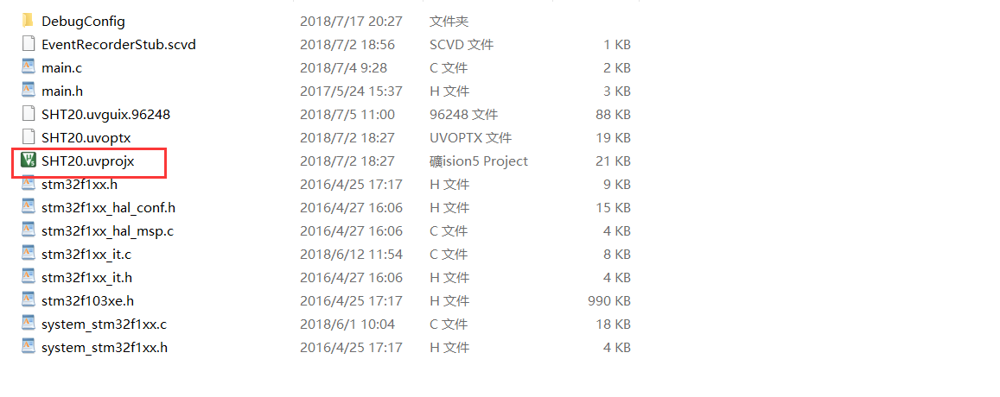 DebugConfig 2018/7/17 20:27 文件夹
EventRecorderStub.scvd 2018/7/2 18:56 SCVD 文件 1 KB
main.c 2018/7/4 9:28 C 文件 2 KB
main.h 2017/5/24 15:37 H 文件 3 KB
SHT20.uvguix.96248 2018/7/5 11:00 96248 文件 88 KB
SHT20.uvoptx 2018/7/2 18:27 UVOPTX 文件 19 KB
SHT20.uvprojx 2018/7/2 18:27 礦ision5 Project 21 KB
stm32f1xx.h 2016/4/25 17:17 H 文件 9 KB
stm32f1xx_hal_conf.h 2016/4/27 16:06 H 文件 15 KB
stm32f1xx_hal_msp.c 2016/4/27 16:06 C 文件 4 KB
stm32f1xx_it.c 2018/6/12 11:54 C 文件 8 KB
stm32f1xx_it.h 2016/4/27 16:06 H 文件 4 KB
stm32f103xe.h 2016/4/25 17:17 H 文件 990 KB
system_stm32f1xx.c 2018/6/1 10:04 C 文件 18 KB
system_stm32f1xx.h 2016/4/25 17:17 H 文件 4 KB